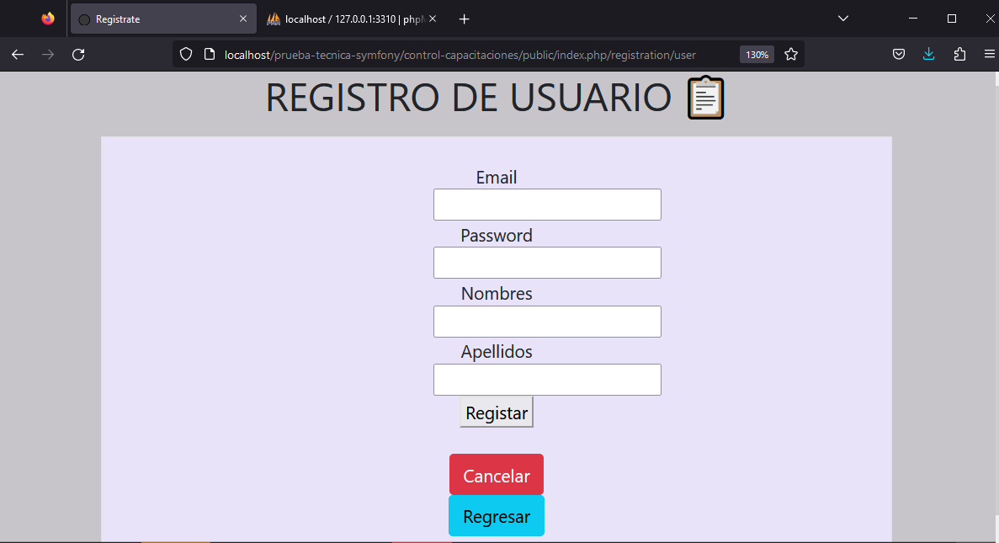 Registrate
localhost / 127.0.0.1:3310 | php
localhost/prueba-tecnica-symfony/control-capacitaciones/public/index.php/registration/user
130%
REGISTRO DE USUARIO
Email
Password
Nombres
Apellidos
Registar
Cancelar
Regresar